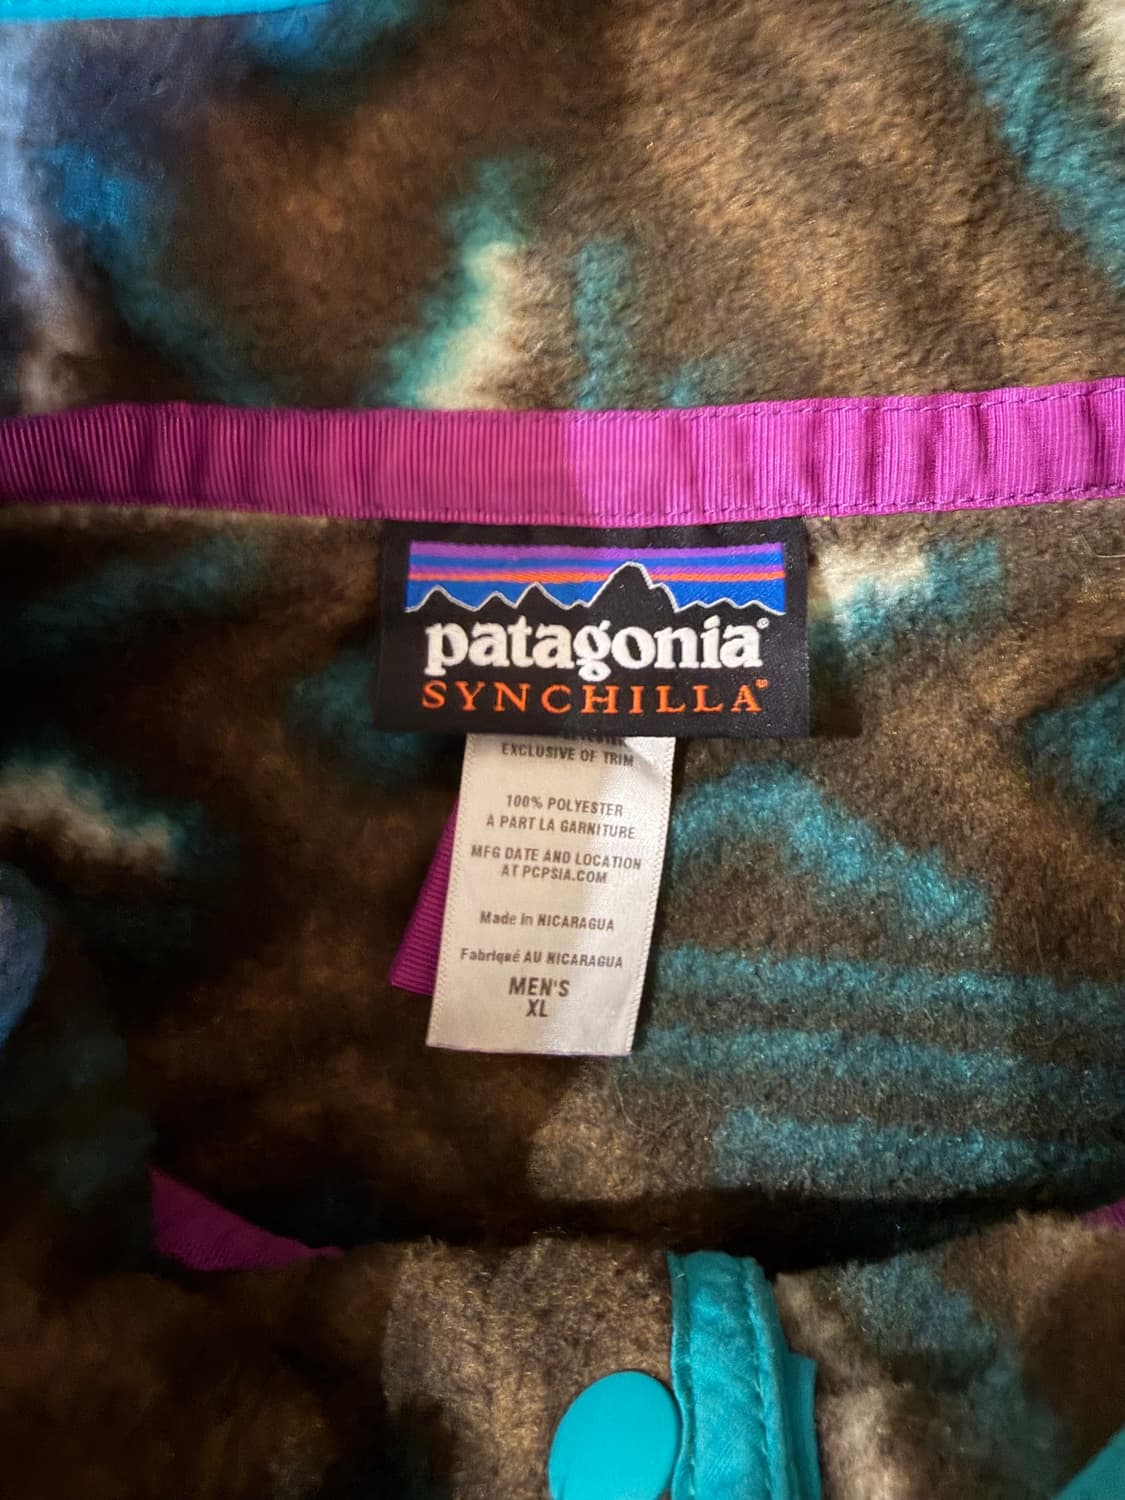 patagonia®
SYNCHILLA®
EXCLUSIVE OF TRIM
100% POLYESTER
À PART LA GARNITURE
MFG DATE AND LOCATION
AT PCPSIA.COM
Made in NICARAGUA
Fabriqué AU NICARAGUA
MEN'S
XL